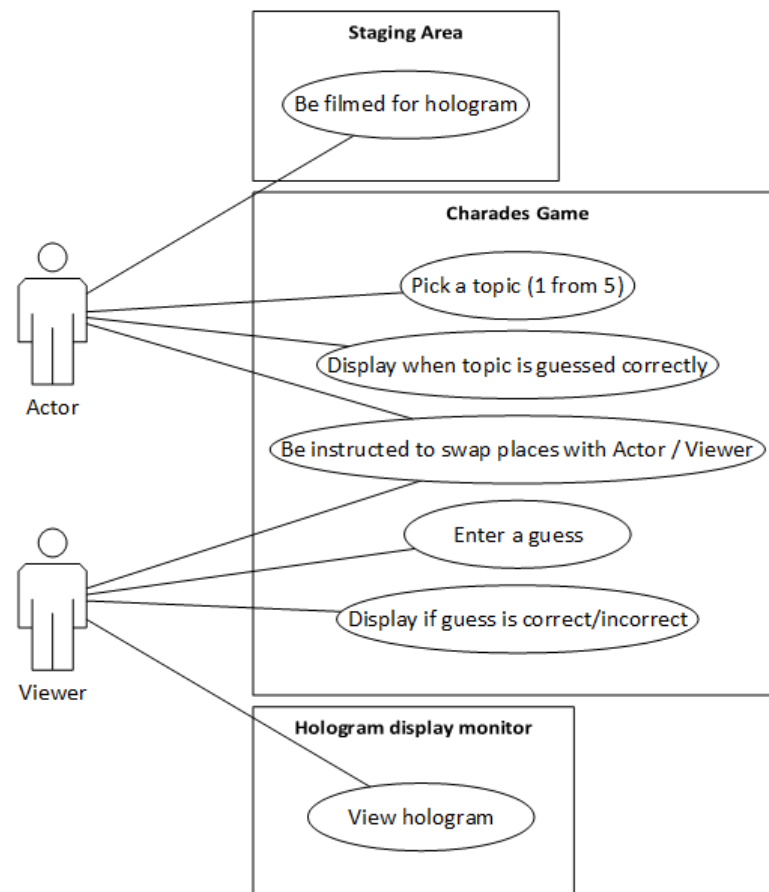 Staging Area
Be filmed for hologram
Charades Game
Pick a topic (1 from 5)
Display when topic is guessed correctly
Actor
Be instructed to swap places with Actor / Viewer
Enter a guess
Display if guess is correct/incorrect
Viewer
Hologram display monitor
View hologram